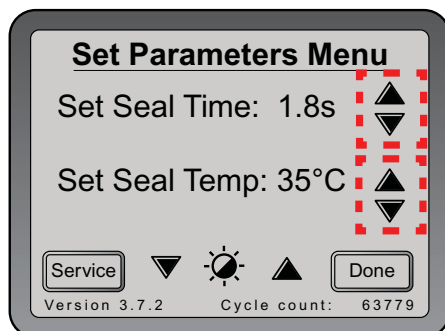 Set Parameters Menu
Set Seal Time: 1.8s
Set Seal Temp: 35°C
Service Done
Version 3.7.2 Cycle count: 63779